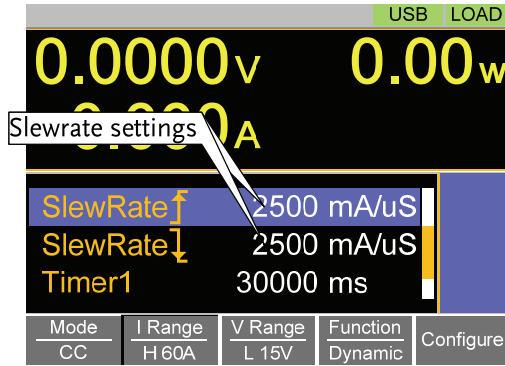 USB LOAD
0.0000V 0.00W
A
Slewrate settings
SlewRate 2500 mA/uS
SlewRate 2500 mA/uS
Timer1 30000 ms
Mode I Range V Range Function Configure
CC H 60A L 15V Dynamic